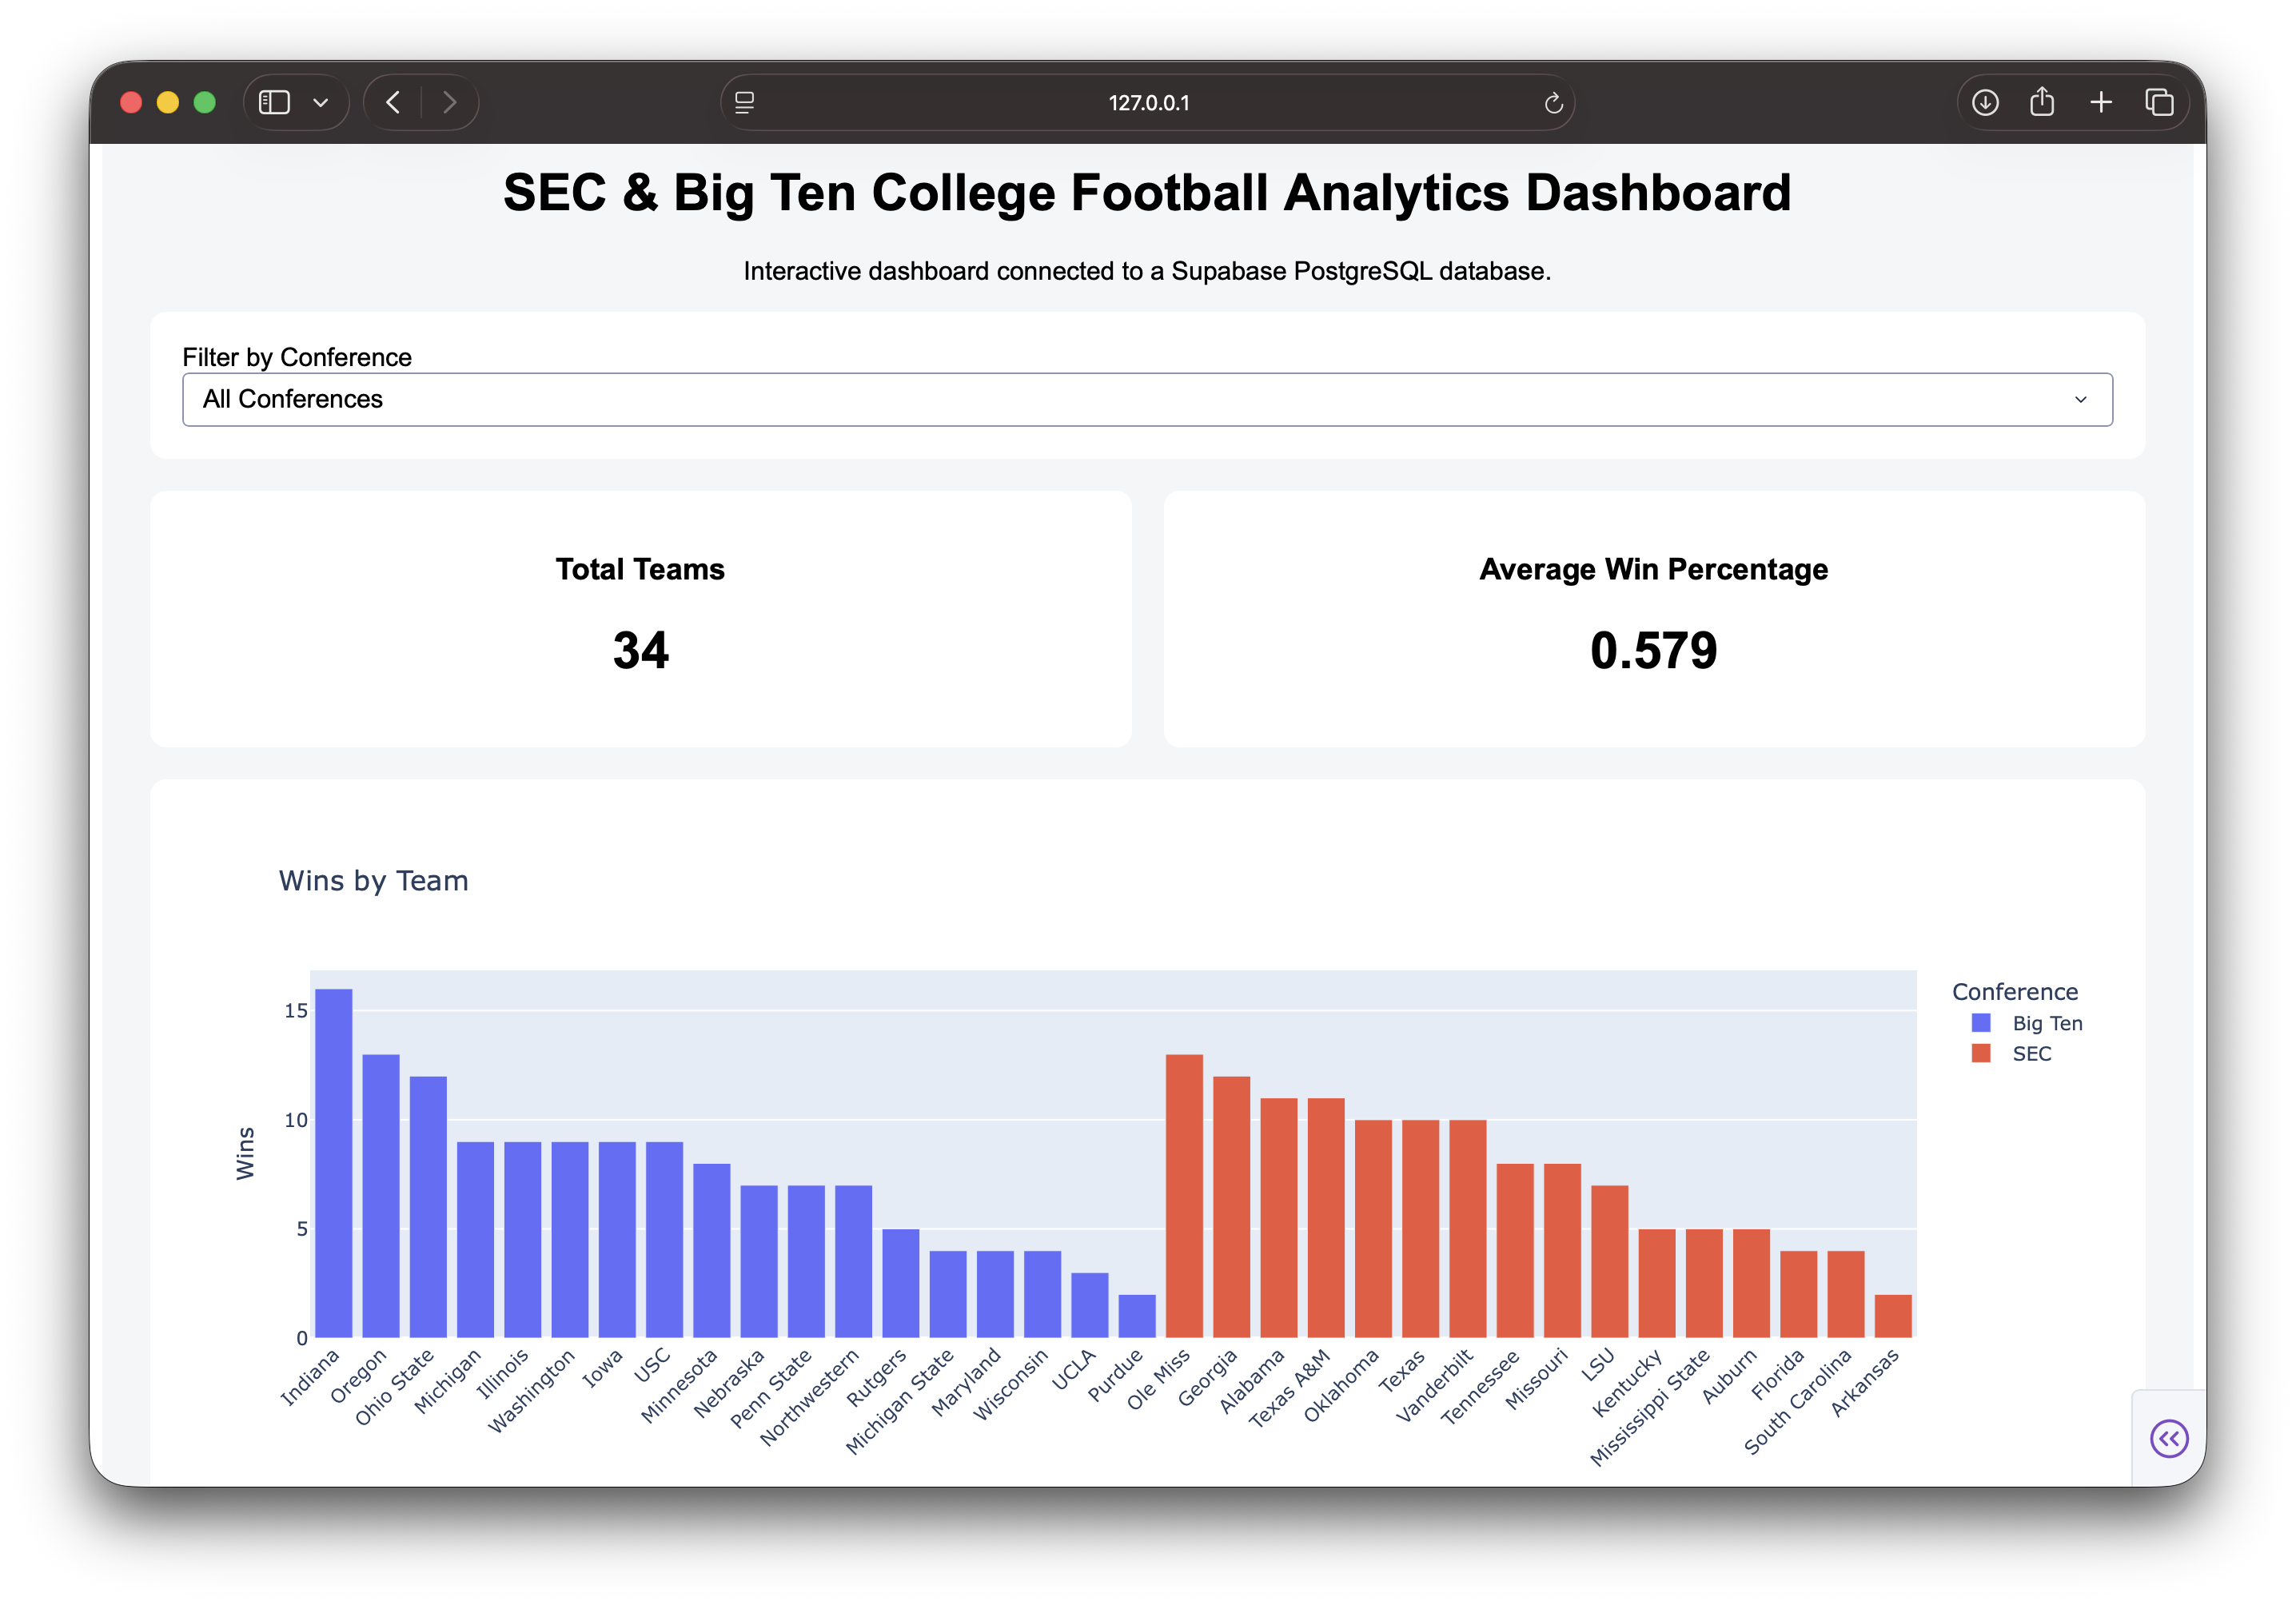 127.0.0.1
SEC & Big Ten College Football Analytics Dashboard
Interactive dashboard connected to a Supabase PostgreSQL database.
Filter by Conference
All Conferences
Total Teams
34
Average Win Percentage
0.579
Wins by Team
Conference
Big Ten
SEC
Wins
15
10
5
0
Indiana
Oregon
Ohio State
Michigan
Illinois
Washington
Iowa
USC
Minnesota
Nebraska
Penn State
Northwestern
Rutgers
Michigan State
Maryland
Wisconsin
UCLA
Purdue
Ole Miss
Georgia
Alabama
Texas A&M
Oklahoma
Texas
Vanderbilt
Tennessee
Missouri
LSU
Kentucky
Mississippi State
Auburn
Florida
South Carolina
Arkansas